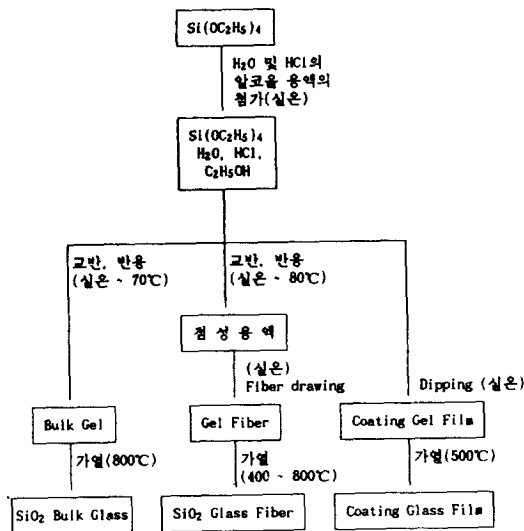 Si(OC2H5)4
H2O 및 HCl의
알코올 용액의
첨가(실온)
Si(OC2H5)4
H2O, HCl,
C2H5OH
교반, 반응
(실온 ~ 70℃)
교반, 반응
(실온 ~ 80℃)
점성용액
(실온)
Fiber drawing
Dipping (실온)
Bulk Gel
Gel Fiber
Coating Gel Film
가열(800℃)
가열
(400 ~ 800℃)
가열(500℃)
SiO2 Bulk Glass
SiO2 Glass Fiber
Coating Glass Film